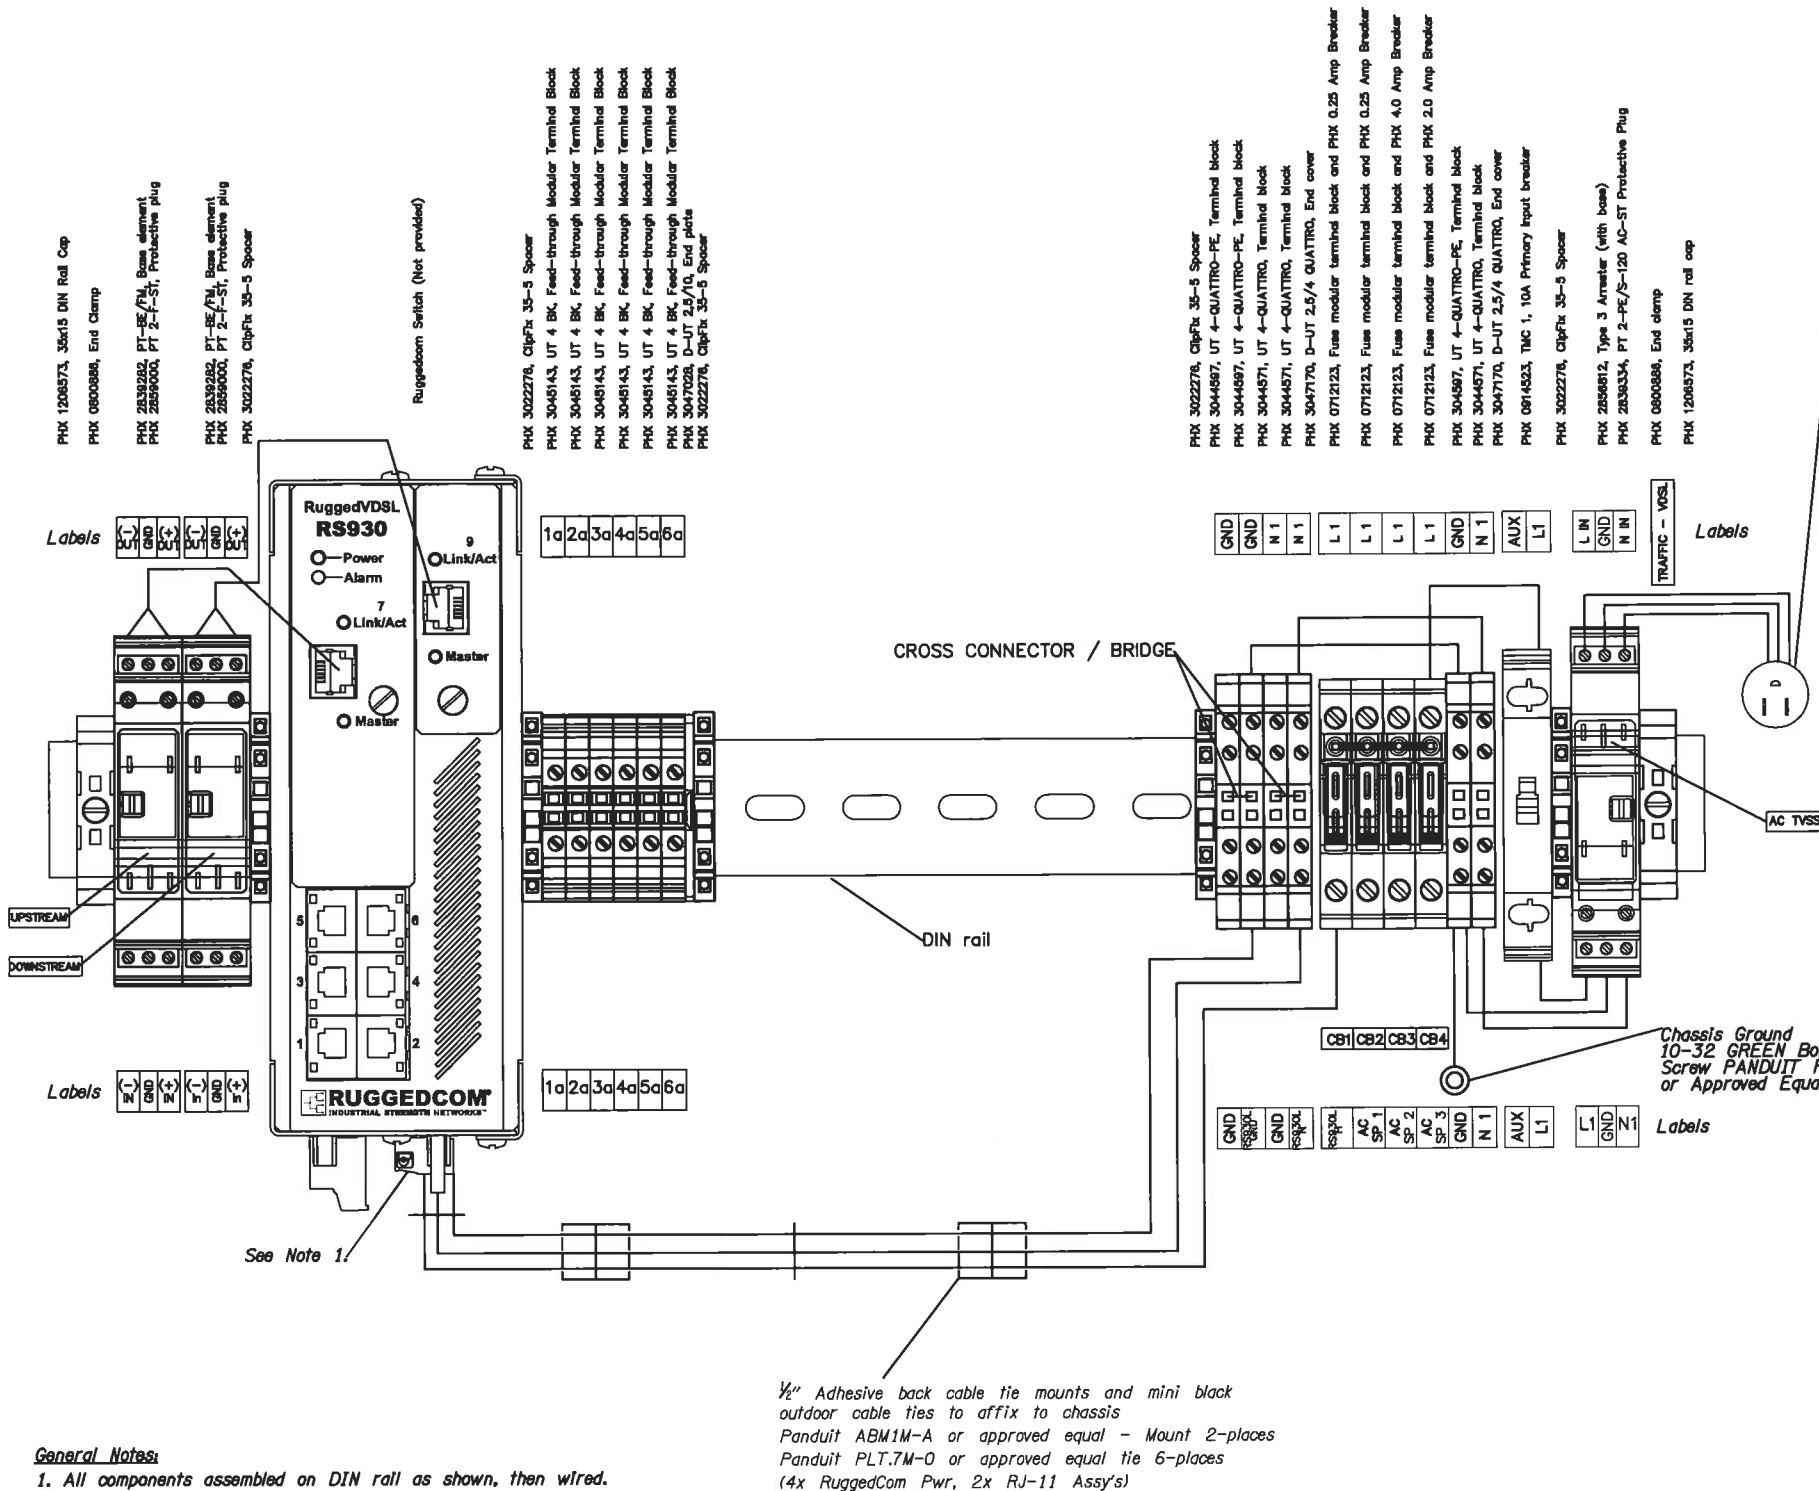 PHX 1206573, 35x15 DIN Rail Cap
PHX 0800886, End Clamp
PHX 2839282, PT-BE/FM, Base element
PHX 2859000, PT 2-F-ST, Protective plug
PHX 2839282, PT-BE/FM, Base element
PHX 2859000, PT 2-F-ST, Protective plug
PHX 3022276, ClipFix 35-5 Spacer
Ruggedcom Switch (Not provided)
PHX 3022276, ClipFix 35-5 Spacer
PHX 3045143, UT 4 BK, Feed-through Modular Terminal Block
PHX 3045143, UT 4 BK, Feed-through Modular Terminal Block
PHX 3045143, UT 4 BK, Feed-through Modular Terminal Block
PHX 3045143, UT 4 BK, Feed-through Modular Terminal Block
PHX 3045143, UT 4 BK, Feed-through Modular Terminal Block
PHX 3045143, UT 4 BK, Feed-through Modular Terminal Block
PHX 3047028, D-UT 2,5/10, End plate
PHX 3022276, ClipFix 35-5 Spacer
PHX 3022276, ClipFix 35-5 Spacer
PHX 3044597, UT 4-QUATTRO-PE, Terminal block
PHX 3044597, UT 4-QUATTRO-PE, Terminal block
PHX 3044571, UT 4-QUATTRO, Terminal block
PHX 3044571, UT 4-QUATTRO, Terminal block
PHX 3047170, D-UT 2,5/4 QUATTRO, End cover
PHX 0712123, Fuse modular terminal block and PHX 0.25 Amp Breaker
PHX 0712123, Fuse modular terminal block and PHX 0.25 Amp Breaker
PHX 0712123, Fuse modular terminal block and PHX 4.0 Amp Breaker
PHX 0712123, Fuse modular terminal block and PHX 2.0 Amp Breaker
PHX 304597, UT 4-QUATTRO-PE, Terminal block
PHX 3044571, UT 4-QUATTRO, Terminal block
PHX 3047170, D-UT 2,5/4 QUATTRO, End cover
PHX 0914523, TMC 1, 10A Primary input breaker
PHX 3022276, ClipFix 35-5 Spacer
PHX 2856812, Type 3 Arrester (with base)
PHX 2839334, PT 2-PE/S-120 AC-ST Protective Plug
PHX 0800886, End clamp
PHX 1206573, 35x15 DIN rail cap
Labels
(-) OUT GND (+) OUT (-) OUT GND (+) OUT
RuggedVDSL
RS930
Power
Alarm
7
Link/Act
9
Link/Act
Master
Master
1a 2a 3a 4a 5a 6a
GND GND N 1 N 1 L 1 L 1 L 1 L 1 GND N 1 AUX L1 L IN GND N IN
TRAFFIC - VDSL
Labels
CROSS CONNECTOR / BRIDGE
AC TVSS
UPSTREAM
DOWNSTREAM
DIN rail
5 6
3 4
1 2
CB1 CB2 CB3 CB4
Chassis Ground
10-32 GREEN
Screw PANDUIT
or Approved
Labels
(-) IN GND (+) IN (-) In GND (+) In
RUGGEDCOM
INDUSTRIAL STRENGTH NETWORKS™
1a 2a 3a 4a 5a 6a
GND RS930L GND GND RS930L N RS930L H AC SP 1 AC SP 2 AC SP 3 GND N 1 AUX L1 L1 GND N1
Labels
See Note 1.
½" Adhesive back cable tie mounts and mini black
outdoor cable ties to affix to chassis
Panduit ABM1M-A or approved equal - Mount 2-places
Panduit PLT.7M-0 or approved equal tie 6-places
(4x RuggedCom Pwr, 2x RJ-11 Assy's)
General Notes:
1. All components assembled on DIN rail as shown, then wired.